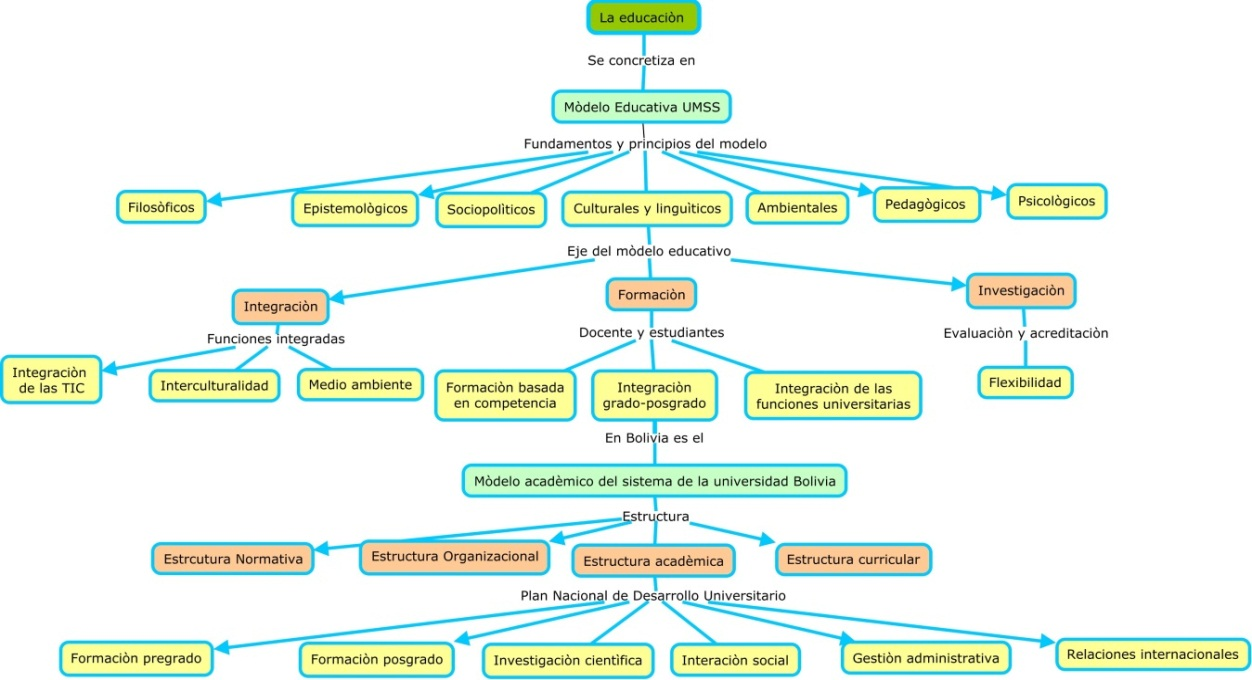 La educaciòn
Se concretiza en
Mòdelo Educativa UMSS
Fundamentos y principios del modelo
Filosòficos
Epistemològicos
Sociopolìticos
Culturales y linguìticos
Ambientales
Pedagògicos
Psicològicos
Eje del mòdelo educativo
Integraciòn
Formaciòn
Investigaciòn
Funciones integradas
Docente y estudiantes
Evaluaciòn y acreditaciòn
Integraciòn
de las TIC
Interculturalidad
Medio ambiente
Formaciòn basada
en competencia
Integraciòn
grado-posgrado
Integraciòn de las
funciones universitarias
Flexibilidad
En Bolivia es el
Mòdelo acadèmico del sistema de la universidad Bolivia
Estructura
Estrcutura Normativa
Estructura Organizacional
Estructura acadèmica
Estructura curricular
Plan Nacional de Desarrollo Universitario
Formaciòn pregrado
Formaciòn posgrado
Investigaciòn cientìfica
Interaciòn social
Gestiòn administrativa
Relaciones internacionales